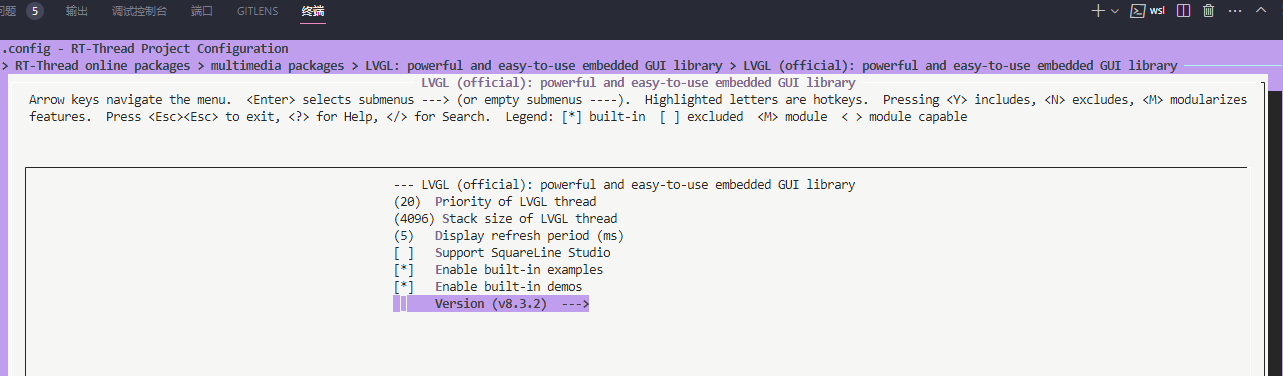 问题 5 输出 调试控制台 端口 GITLENS 终端 wsl
.config - RT-Thread Project Configuration
> RT-Thread online packages > multimedia packages > LVGL: powerful and easy-to-use embedded GUI library > LVGL (official): powerful and easy-to-use embedded GUI library
LVGL (official): powerful and easy-to-use embedded GUI library
Arrow keys navigate the menu.  <Enter> selects submenus ---> (or empty submenus ----).  Highlighted letters are hotkeys.  Pressing <Y> includes, <N> excludes, <M> modularizes
features.  Press <Esc><Esc> to exit, <?> for Help, </> for Search.  Legend: [*] built-in  [ ] excluded  <M> module  < > module capable
--- LVGL (official): powerful and easy-to-use embedded GUI library
(20)  Priority of LVGL thread
(4096) Stack size of LVGL thread
(5)   Display refresh period (ms)
[ ]   Support SquareLine Studio
[*]   Enable built-in examples
[*]   Enable built-in demos
Version (v8.3.2)  --->